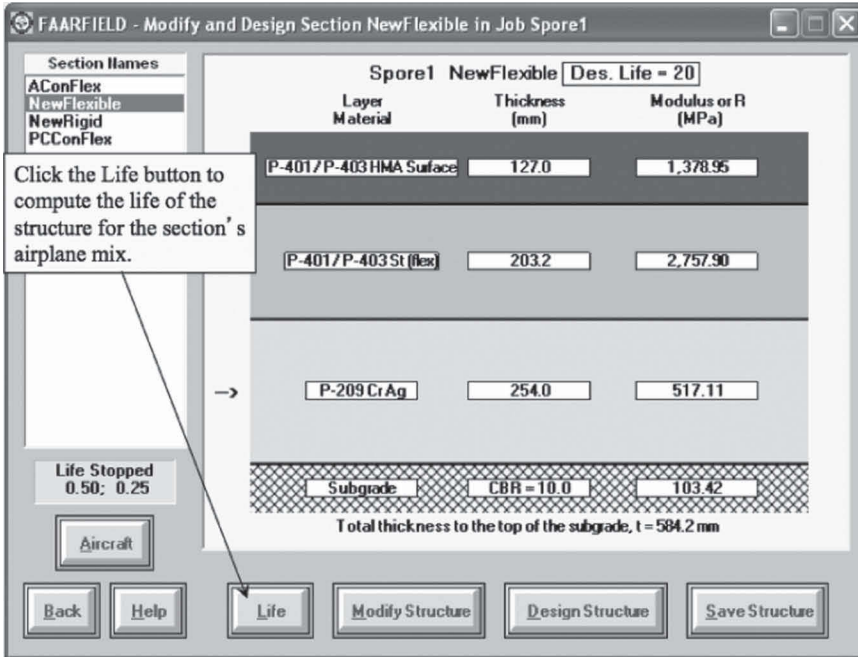 FAARFIELD - Modify and Design Section NewFlexible in Job Spore1
Section Names
AConFlex
NewFlexible
NewRigid
PCConFlex
Click the Life button to
compute the life of the
structure for the section's
airplane mix.
Life Stopped
0.50; 0.25
Aircraft
Spore1 NewFlexible Des. Life = 20
Layer Material Thickness (mm) Modulus or R (MPa)
P-401/ P-403 HMA Surface 127.0 1,378.95
P-401/ P-403 St (flex) 203.2 2,757.90
--> P-209 Cr Ag 254.0 517.11
Subgrade CBR = 10.0 103.42
Total thickness to the top of the subgrade, t = 584.2 mm
Back Help Life Modify Structure Design Structure Save Structure